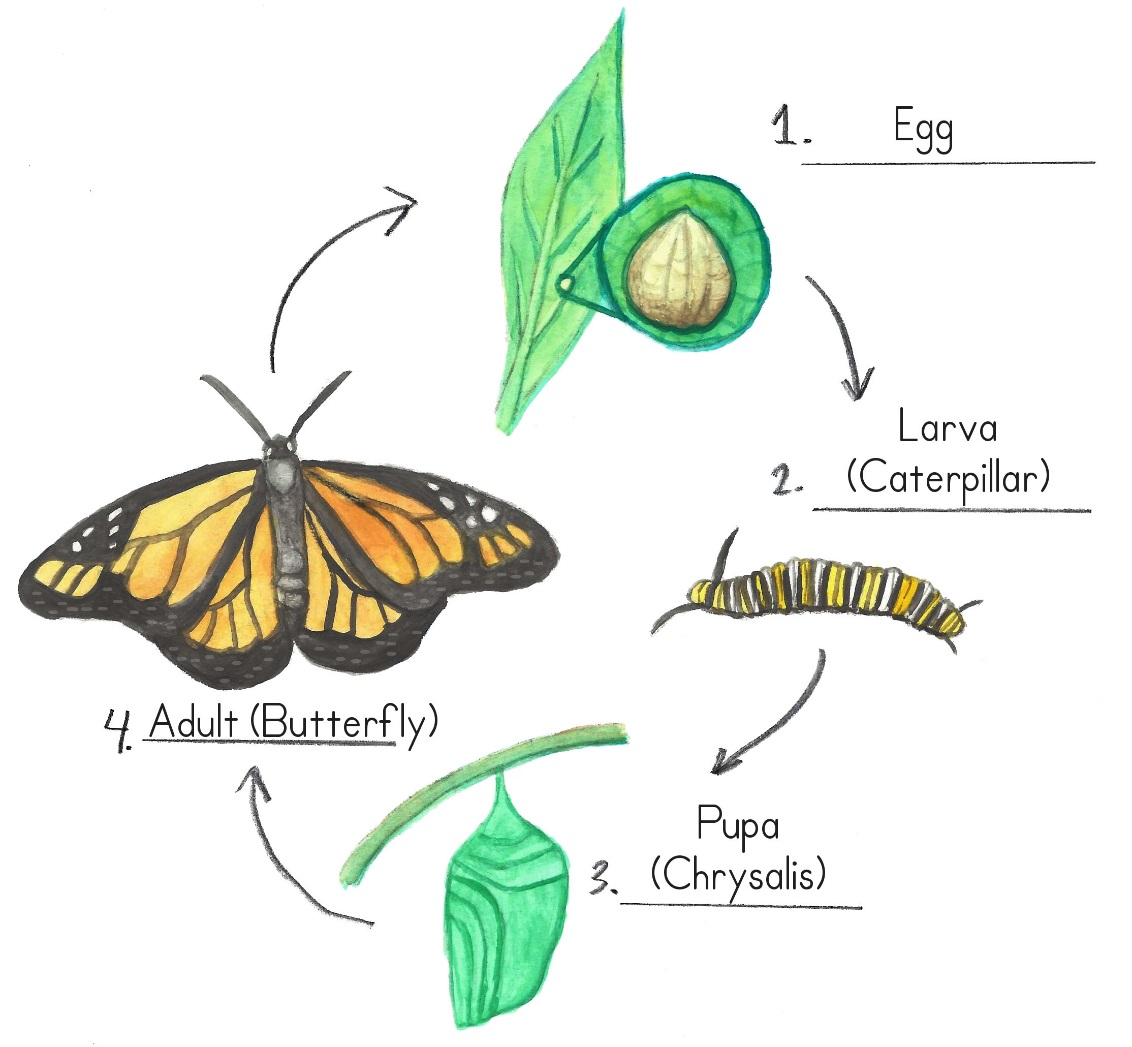 1. Egg
Larva
2. (Caterpillar)
Pupa
3. (Chrysalis)
4. Adult (Butterfly)